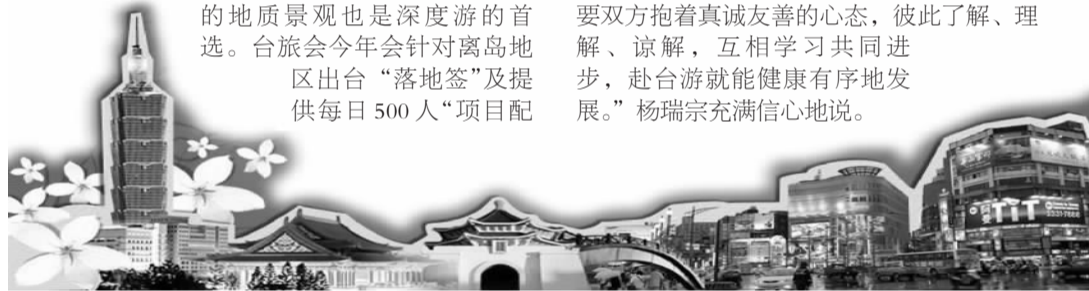 的地质景观也是深度游的首
选。台旅会今年会针对离岛地
区出台“落地签”及提
供每日500人“项目配
要双方抱着真诚友善的心态，彼此了解、理
解、谅解，互相学习共同进
步，赴台游就能健康有序地发
展。”杨瑞宗充满信心地说。